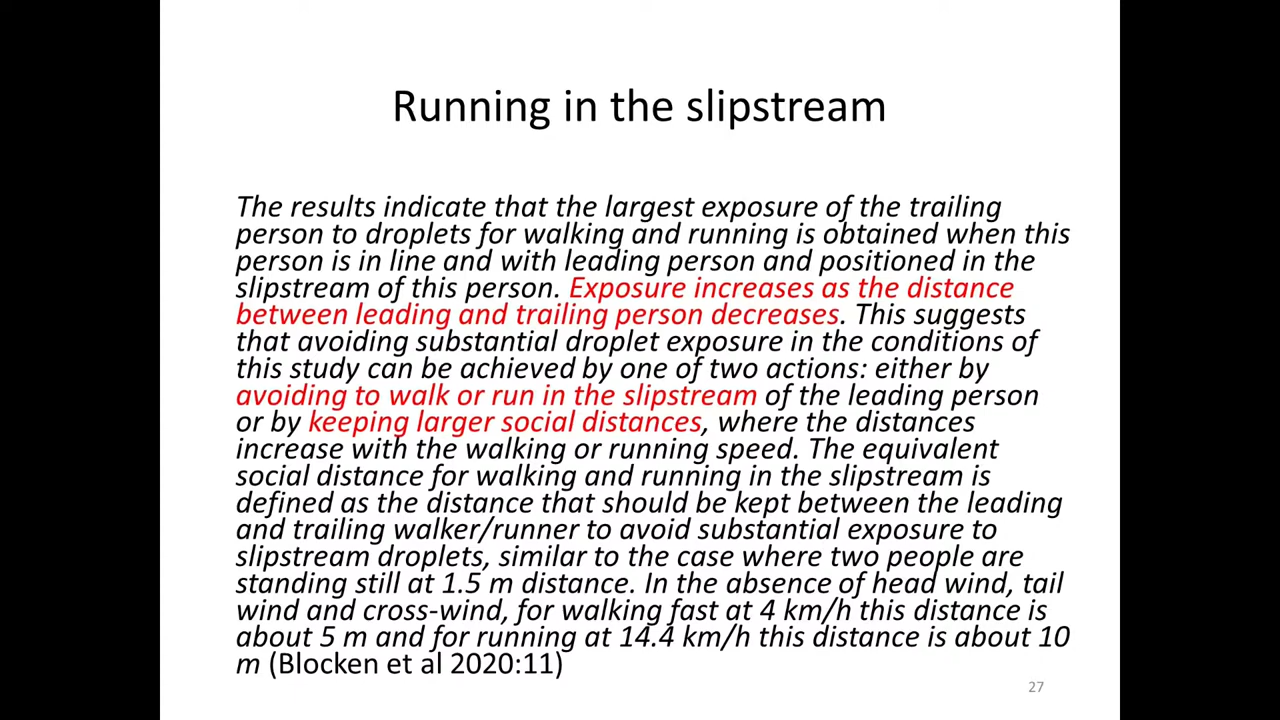 Running in the slipstream
The results indicate that the largest exposure of the trailing
person to droplets for walking and running is obtained when this
person is in line and with leading person and positioned in the
slipstream of this person. Exposure increases as the distance
between leading and trailing person decreases. This suggests
that avoiding substantial droplet exposure in the conditions of
this study can be achieved by one of two actions: either by
avoiding to walk or run in the slipstream of the leading person
or by keeping larger social distances, where the distances
increase with the walking or running speed. The equivalent
social distance for walking and running in the slipstream is
defined as the distance that should be kept between the leading
and trailing walker/runner to avoid substantial exposure to
slipstream droplets, similar to the case where two people are
standing still at 1.5 m distance. In the absence of head wind, tail
wind and cross-wind, for walking fast at 4 km/h this distance is
about 5 m and for running at 14.4 km/h this distance is about 10
m (Blocken et al 2020:11)
27